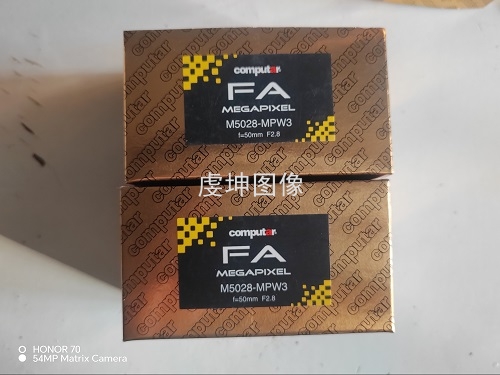 computar
FA
MEGAPIXEL
M5028-MPW3
f=50mm F2.8
虔坤图像
computar
FA
MEGAPIXEL
M5028-MPW3
f=50mm F2.8
HONOR 70
54MP Matrix Camera